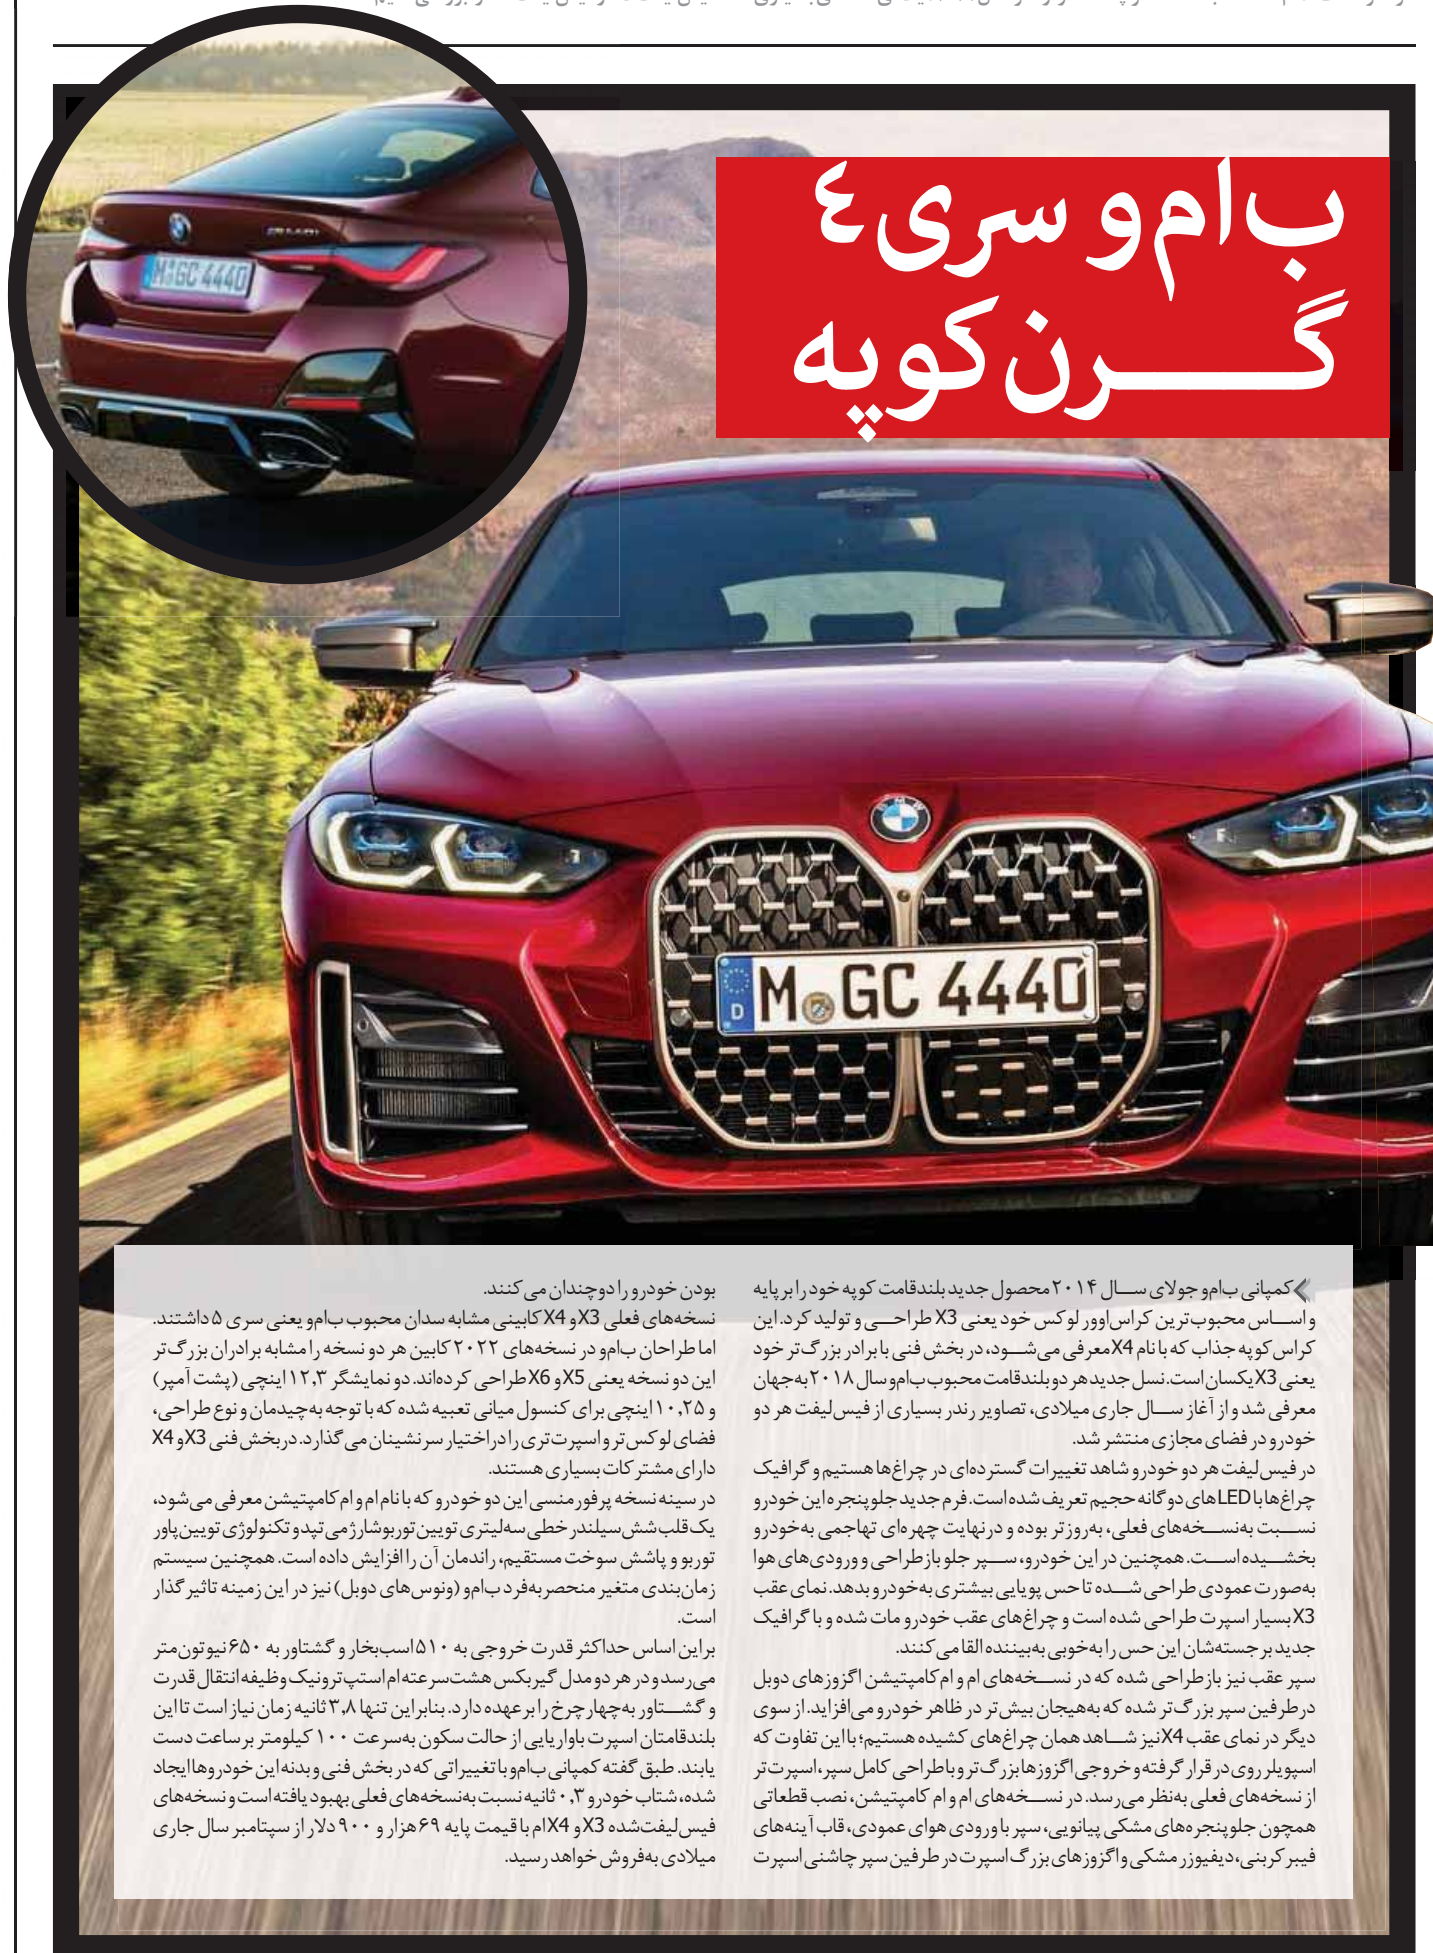 ب‌ام‌و سری ٤
گرن کوپه
M440i
M GC 4440
M GC 4440
D
BMW
کمپانی ب‌ام‌و جولای ســال ۲۰۱۴ محصول جدید بلندقامت کوپه خود را بر پایه
و اســاس محبوب‌ترین کراس‌اوور لوکس خود یعنی X3 طراحــی و تولید کرد. این
کراس کوپه جذاب که با نام X4 معرفی می‌شــود، در بخش فنی با برادر بزرگ‌تر خود
یعنی X3 یکسان است. نسل جدید هر دو بلندقامت محبوب ب‌ام‌و سال ۲۰۱۸ به‌جهان
معرفی شد و از آغاز ســال جاری میلادی، تصاویر رندر بسیاری از فیس‌لیفت هر دو
خودرو در فضای مجازی منتشر شد.
در فیس‌لیفت هر دو خودرو شاهد تغییرات گسترده‌ای در چراغ‌ها هستیم و گرافیک
چراغ‌ها با LED‌های دوگانه حجیم تعریف شده است. فرم جدید جلوپنجره این خودرو
نســبت به‌نســخه‌های فعلی، به‌روزتر بوده و درنهایت چهره‌ای تهاجمی به‌خودرو
بخشــیده اســت. همچنین در این خودرو، ســپر جلو بازطراحی و ورودی‌های هوا
به‌صورت عمودی طراحی شــده تا حس پویایی بیشتری به‌خودرو بدهد. نمای عقب
X3 بسیار اسپرت طراحی شده است و چراغ‌های عقب خودرو مات شده و با گرافیک
جدید برجسته‌شان این حس را به‌خوبی به‌بیننده القا می‌کنند.
سپر عقب نیز بازطراحی شده که در نســخه‌های ام و ام کامپتیشن اگزوزهای دوبل
درطرفین سپر بزرگ‌تر شده که به‌هیجان بیش‌تر در ظاهر خودرو می‌افزاید. از سوی
دیگر در نمای عقب X4 نیز شــاهد همان چراغ‌های کشیده هستیم؛ با این تفاوت که
اسپویلر روی در قرار گرفته و خروجی اگزوزها بزرگ‌تر و با طراحی کامل سپر، اسپرت‌تر
از نسخه‌های فعلی به‌نظر می‌رسد. در نســخه‌های ام و ام کامپتیشن، نصب قطعاتی
همچون جلوپنجره‌های مشکی پیانویی، سپر با ورودی هوای عمودی، قاب آینه‌های
فیبر کربنی، دیفیوزر مشکی و اگزوزهای بزرگ اسپرت در طرفین سپر چاشنی اسپرت
بودن خودرو را دوچندان می‌کنند.
نسخه‌های فعلی X3 و X4 کابینی مشابه سدان محبوب ب‌ام‌و یعنی سری ۵ داشتند.
اما طراحان ب‌ام‌و در نسخه‌های ۲۰۲۲ کابین هر دو نسخه را مشابه برادران بزرگ‌تر
این دو نسخه یعنی X5 و X6 طراحی کرده‌اند. دو نمایشگر ۱۲٫۳ اینچی (پشت آمپر)
و ۱۰٫۲۵ اینچی برای کنسول میانی تعبیه شده که با توجه به‌چیدمان و نوع طراحی،
فضای لوکس‌تر و اسپرت‌تری را در اختیار سرنشینان می‌گذارد. در بخش فنی X3 و X4
دارای مشترکات بسیاری هستند.
در سینه نسخه پرفورمنسی این دو خودرو که با نام ام و ام کامپتیشن معرفی می‌شود،
یک قلب شش سیلندر خطی سه‌لیتری تویین توربوشارژ می‌تپد و تکنولوژی تویین پاور
توربو و پاشش سوخت مستقیم، راندمان آن را افزایش داده است. همچنین سیستم
زمان‌بندی متغیر منحصربه‌فرد ب‌ام‌و (ونوس‌های دوبل) نیز در این زمینه تاثیرگذار
است.
بر این اساس حداکثر قدرت خروجی به ۵۱۰ اسب‌بخار و گشتاور به ۶۵۰ نیوتون‌متر
می‌رسد و در هر دو مدل گیربکس هشت‌سرعته ام استپ‌ترونیک وظیفه انتقال قدرت
و گشــتاور به‌چهار چرخ را برعهده دارد. بنابراین تنها ۳٫۸ ثانیه زمان نیاز است تا این
بلندقامتان اسپرت باواریایی از حالت سکون به‌سرعت ۱۰۰ کیلومتر بر ساعت دست
یابند. طبق گفته کمپانی ب‌ام‌و با تغییراتی که در بخش فنی و بدنه این خودروها ایجاد
شده، شتاب خودرو ۰٫۳ ثانیه نسبت به‌نسخه‌های فعلی بهبود یافته است و نسخه‌های
فیس‌لیفت‌شده X3 و X4 ام با قیمت پایه ۶۹ هزار و ۹۰۰ دلار از سپتامبر سال جاری
میلادی به‌فروش خواهد رسید.